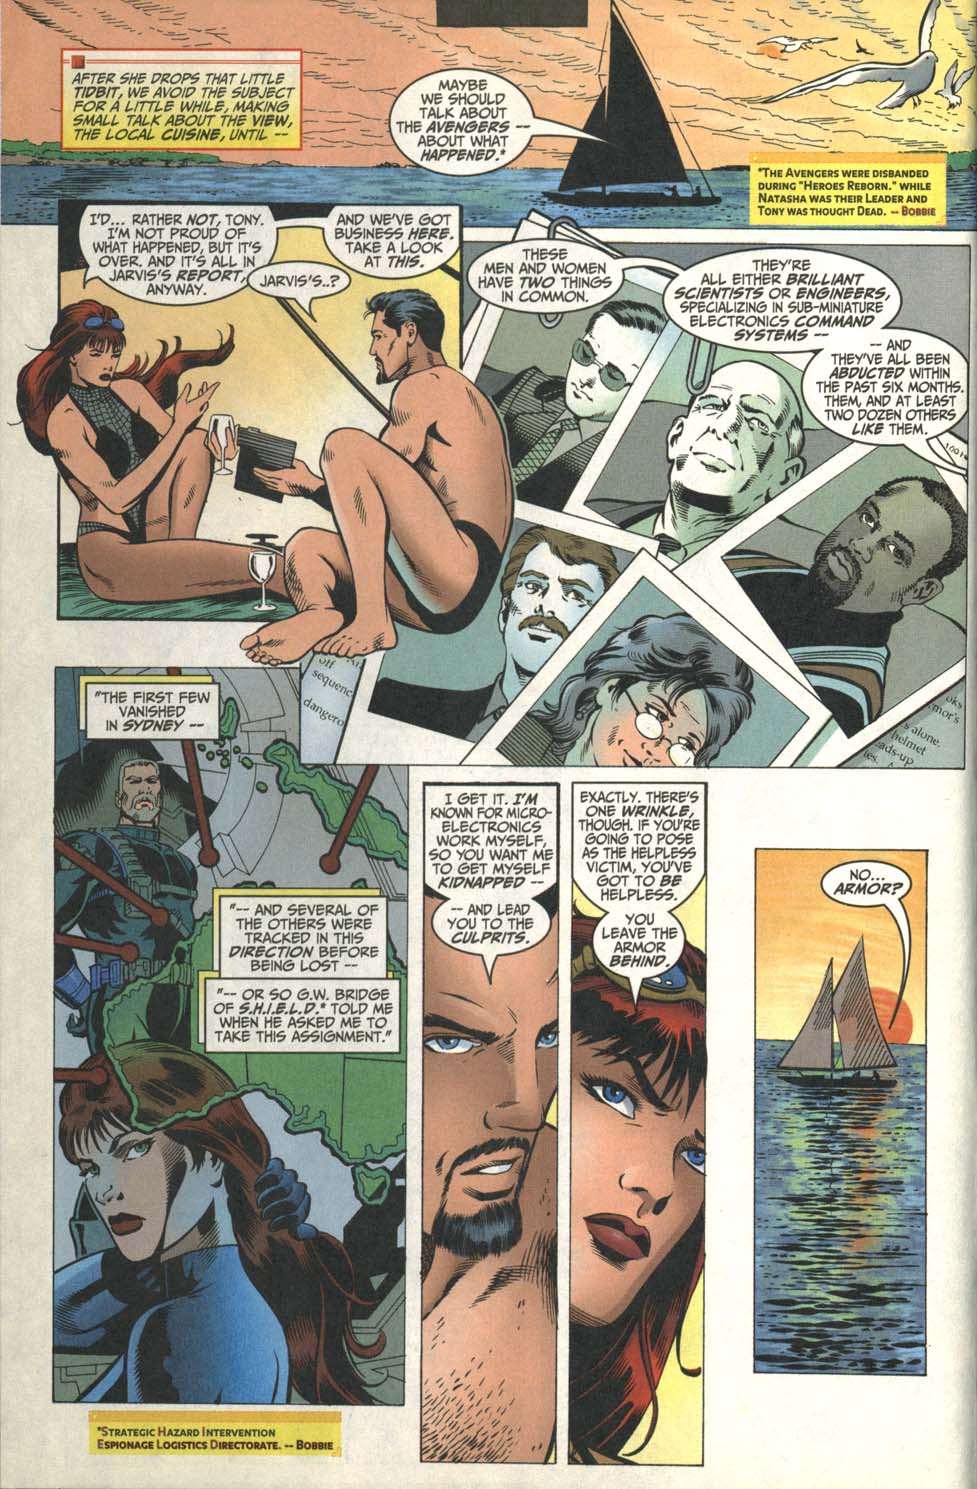 AFTER SHE DROPS THAT LITTLE
TIDBIT, WE AVOID THE SUBJECT
FOR A LITTLE WHILE, MAKING
SMALL TALK ABOUT THE VIEW,
THE LOCAL CUISINE, UNTIL --
MAYBE
WE SHOULD
TALK ABOUT
THE AVENGERS --
ABOUT WHAT
HAPPENED.*
*THE AVENGERS WERE DISBANDED
DURING "HEROES REBORN." WHILE
NATASHA WAS THEIR LEADER AND
TONY WAS THOUGHT DEAD. -- BOBBIE
I'D... RATHER NOT, TONY.
I'M NOT PROUD OF
WHAT HAPPENED, BUT IT'S
OVER. AND IT'S ALL IN
JARVIS'S REPORT,
ANYWAY.
JARVIS'S..?
AND WE'VE GOT
BUSINESS HERE.
TAKE A LOOK
AT THIS.
THESE
MEN AND WOMEN
HAVE TWO THINGS
IN COMMON.
THEY'RE
ALL EITHER BRILLIANT
SCIENTISTS OR ENGINEERS,
SPECIALIZING IN SUB-MINIATURE
ELECTRONICS COMMAND
SYSTEMS --
-- AND
THEY'VE ALL BEEN
ABDUCTED WITHIN
THE PAST SIX MONTHS.
THEM, AND AT LEAST
TWO DOZEN OTHERS
LIKE THEM.
off
sequenc
dangero
oks
mor's
s alone.
helmet
eads-up
ies.
"THE FIRST FEW
VANISHED
IN SYDNEY --
"-- AND SEVERAL OF
THE OTHERS WERE
TRACKED IN THIS
DIRECTION BEFORE
BEING LOST --
"-- OR SO G.W. BRIDGE
OF S.H.I.E.L.D.* TOLD ME
WHEN HE ASKED ME TO
TAKE THIS ASSIGNMENT."
*STRATEGIC HAZARD INTERVENTION
ESPIONAGE LOGISTICS DIRECTORATE. -- BOBBIE
I GET IT. I'M
KNOWN FOR MICRO-
ELECTRONICS
WORK MYSELF,
SO YOU WANT ME
TO GET MYSELF
KIDNAPPED --
-- AND LEAD
YOU TO THE
CULPRITS.
EXACTLY. THERE'S
ONE WRINKLE,
THOUGH. IF YOU'RE
GOING TO POSE
AS THE HELPLESS
VICTIM, YOU'VE
GOT TO BE
HELPLESS.
YOU
LEAVE THE
ARMOR
BEHIND.
NO...
ARMOR?